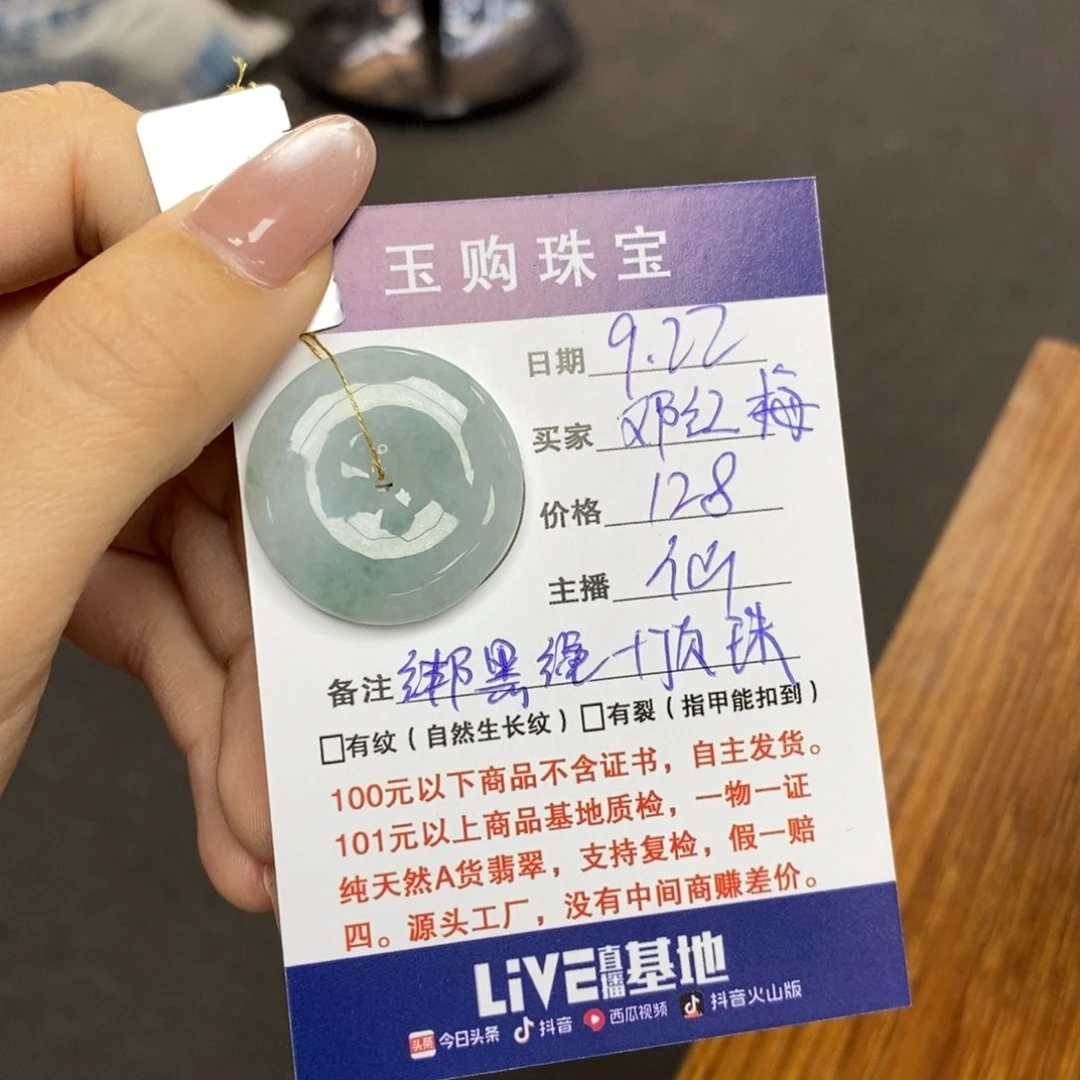 玉购珠宝
日期 9.22
买家 邓红梅
价格 128
主播 仙
备注 绑黑绳+顶珠
□有纹（自然生长纹）□有裂（指甲能扣到）
100元以下商品不含证书，自主发货。
101元以上商品基地质检，一物一证
纯天然A货翡翠，支持复检，假一赔
四。源头工厂，没有中间商赚差价。
LiVE直播基地
头条 今日头条 抖音 西瓜视频 抖音火山版